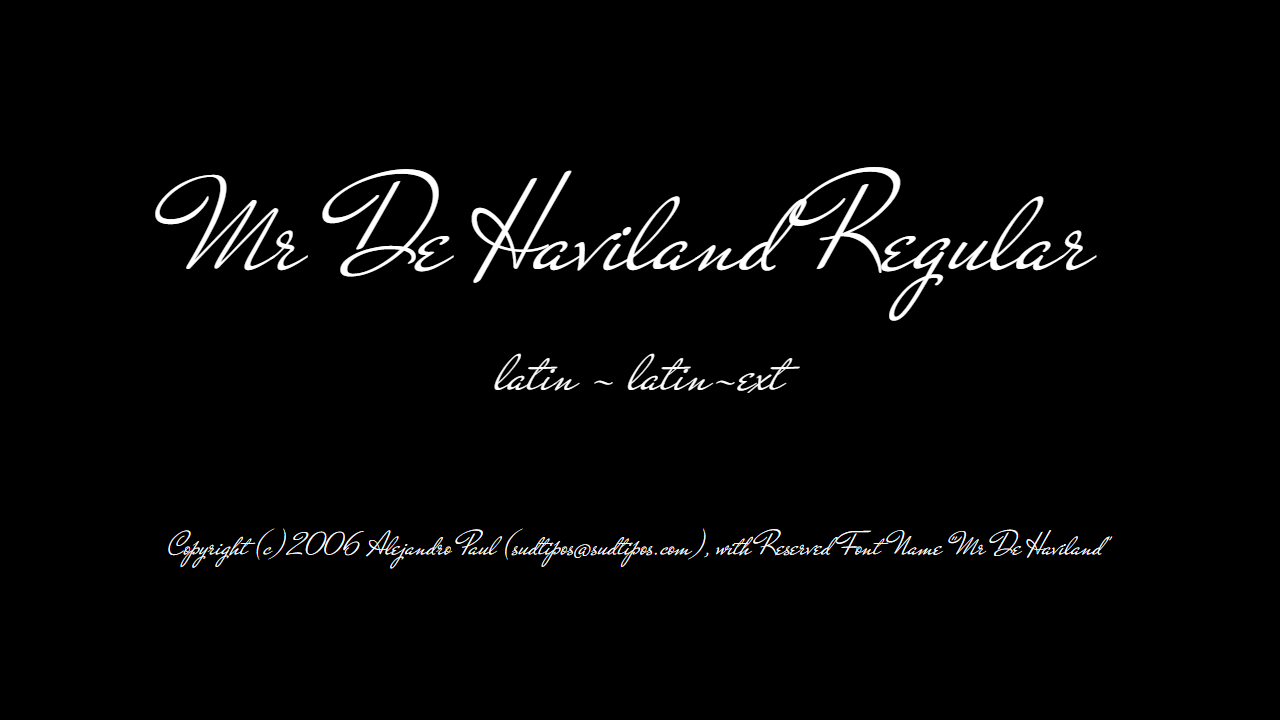 Mr De Haviland Regular
latin ~ latin~ext
Copyright (c) 2006 Alejandro Paul (sudtipos@sudtipos.com), with Reserved Font Name "Mr De Haviland"